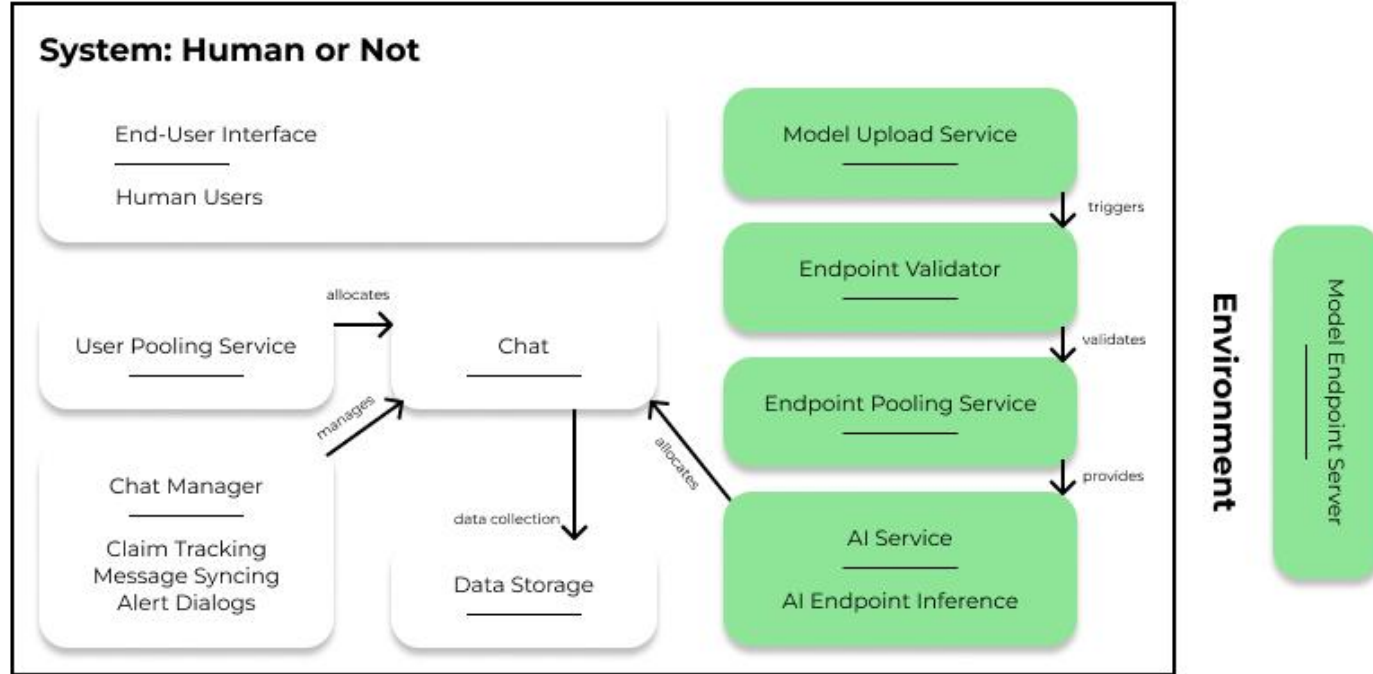 System: Human or Not
End-User Interface
Human Users
Model Upload Service
triggers
Endpoint Validator
validates
Endpoint Pooling Service
provides
AI Service
AI Endpoint Inference
allocates
User Pooling Service
allocates
Chat
manages
Chat Manager
Claim Tracking
Message Syncing
Alert Dialogs
data collection
Data Storage
Environment
Model Endpoint Server